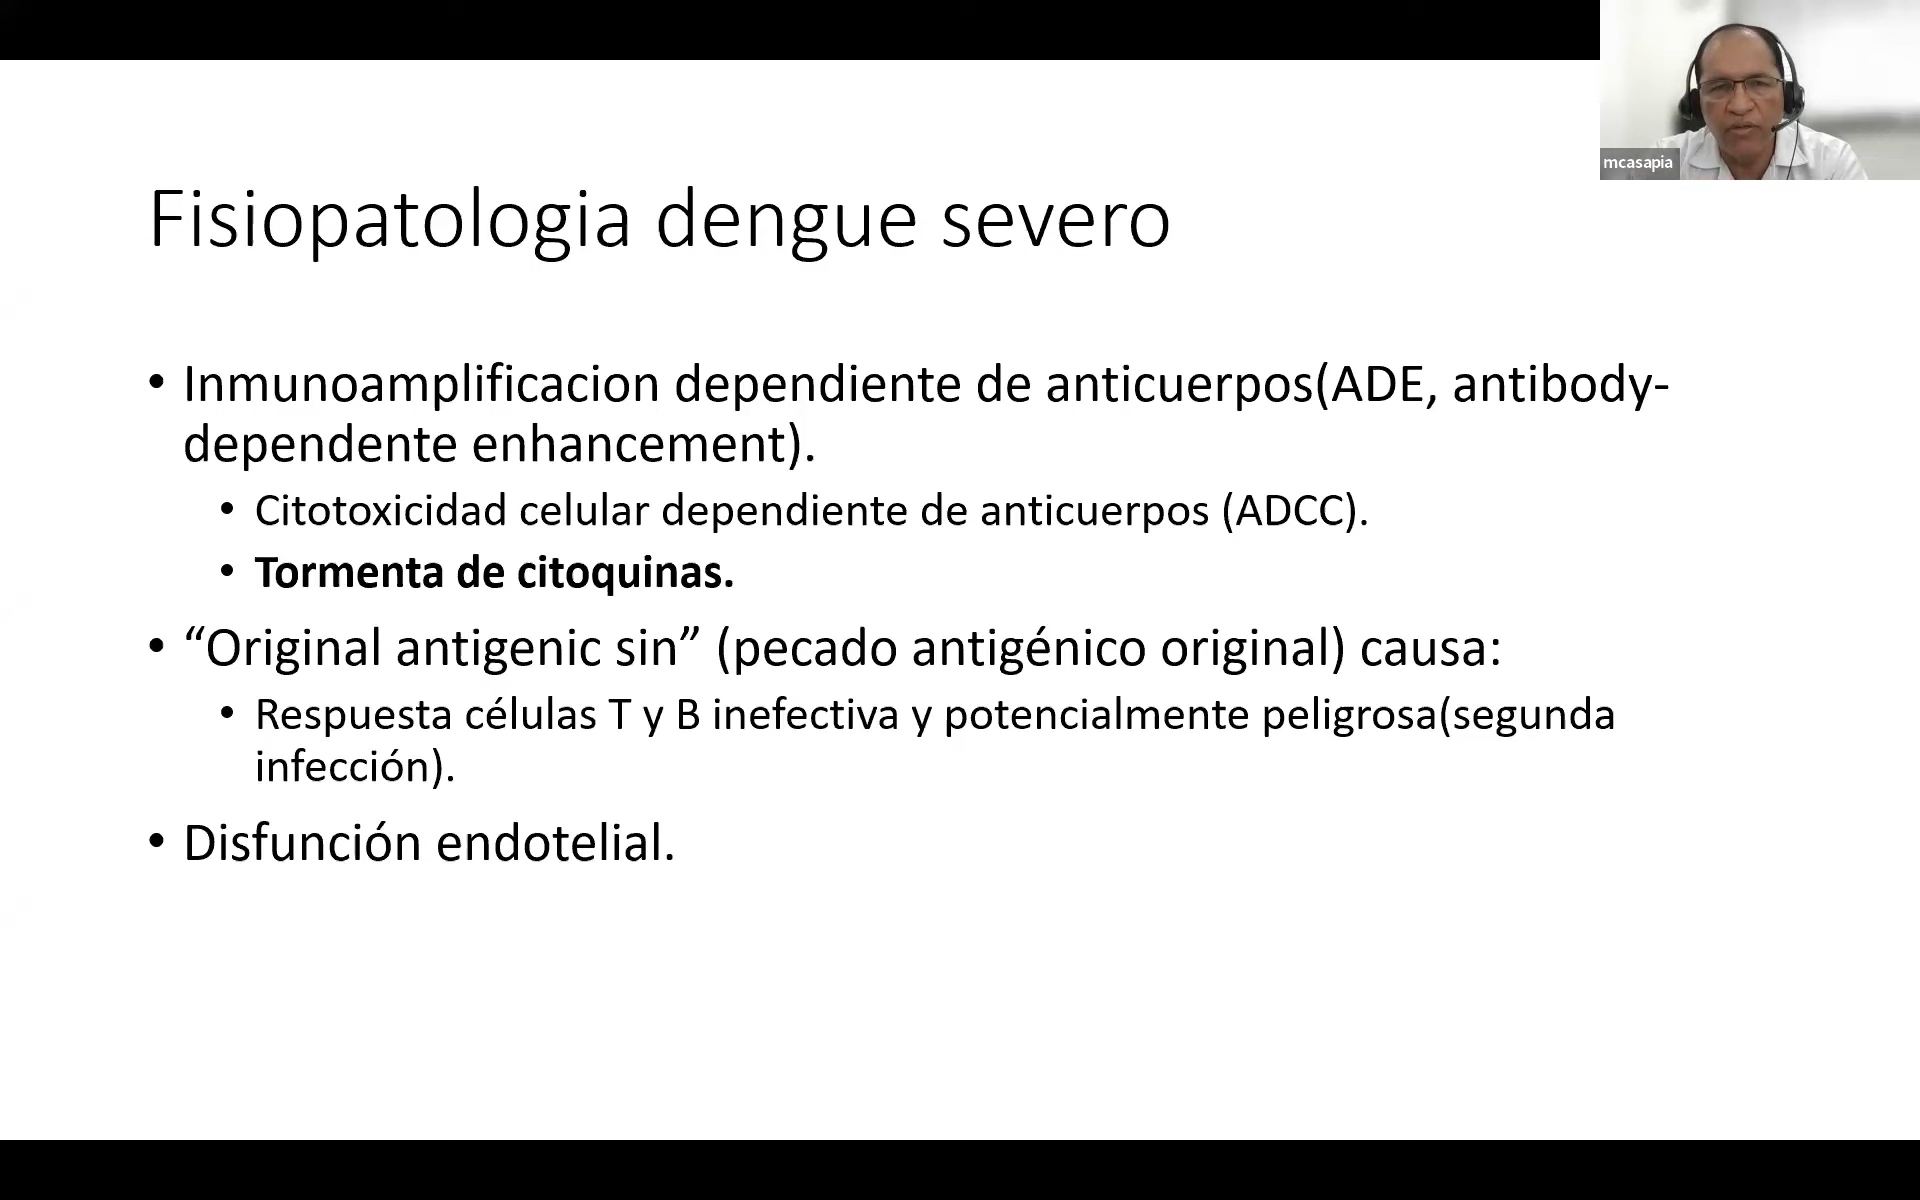 mcasapia
Fisiopatologia dengue severo
• Inmunoamplificacion dependiente de anticuerpos(ADE, antibody-
dependente enhancement).
• Citotoxicidad celular dependiente de anticuerpos (ADCC).
• Tormenta de citoquinas.
• “Original antigenic sin” (pecado antigénico original) causa:
• Respuesta células T y B inefectiva y potencialmente peligrosa(segunda
infección).
• Disfunción endotelial.